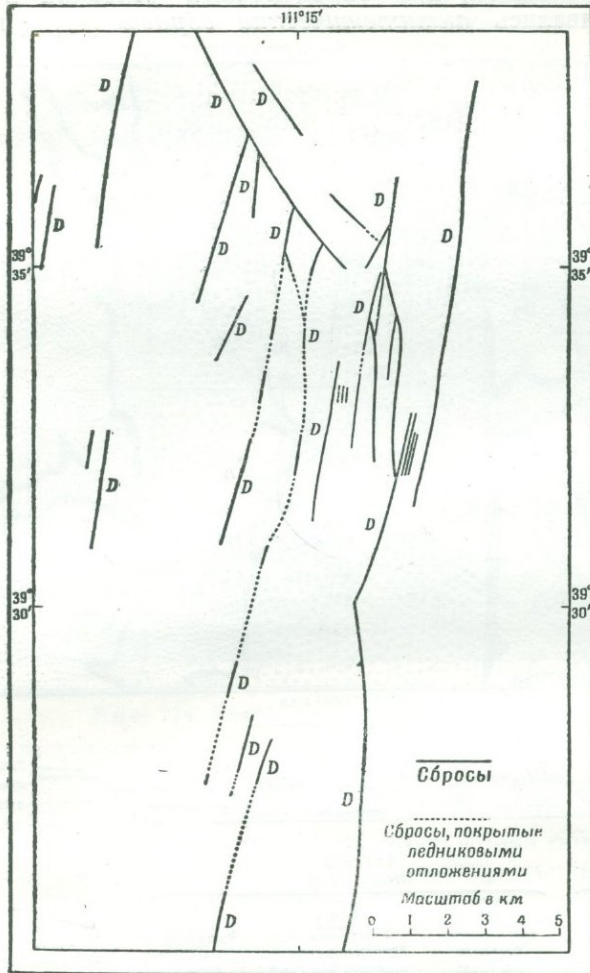 111°15'
D
D
D
D
D
D
D
D
D
39°
35'
39°
35'
D
D
D
D
D
D
D
39°
30'
39°
30'
D
D
D
D
D
Сбросы
Сбросы, покрытые
ледниковыми
отложениями
Масштаб в км
0 1 2 3 4 5